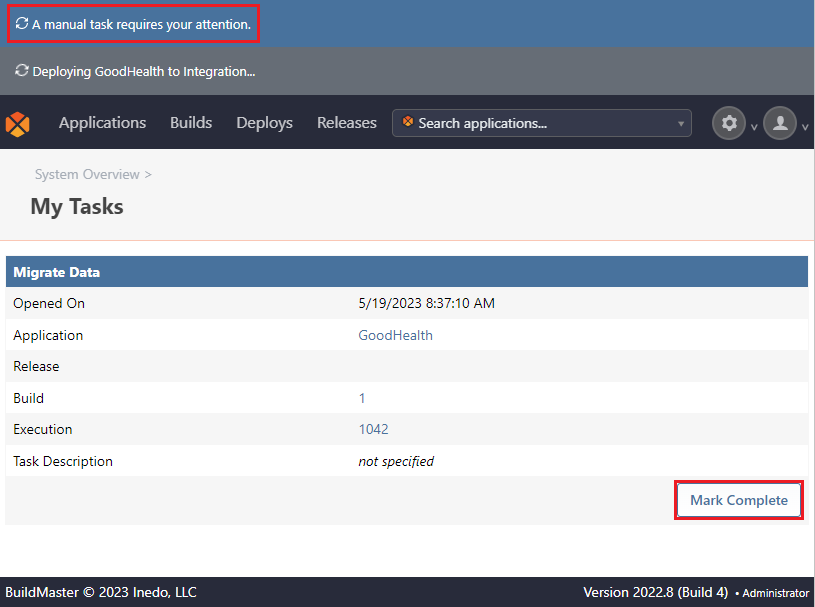 A manual task requires your attention.
Deploying GoodHealth to Integration...
Applications Builds Deploys Releases Search applications...
System Overview >
My Tasks
Migrate Data
Opened On 5/19/2023 8:37:10 AM
Application GoodHealth
Release
Build 1
Execution 1042
Task Description not specified
Mark Complete
BuildMaster © 2023 Inedo, LLC Version 2022.8 (Build 4) • Administrator